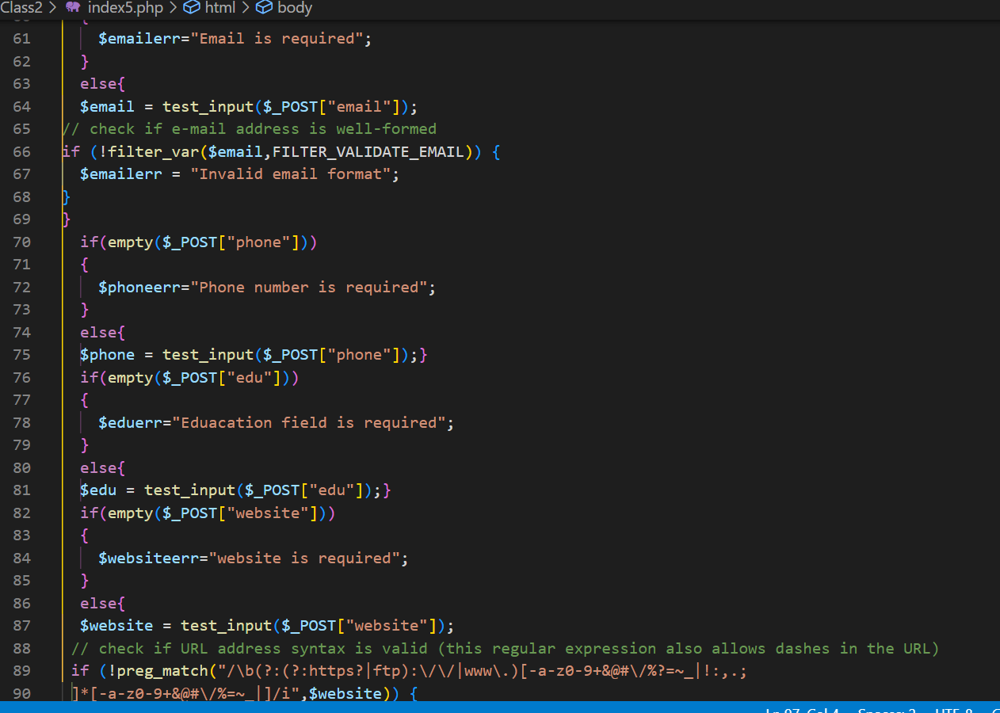 Class2 > index5.php > html > body
60 {
61 $emailerr="Email is required";
62 }
63 else{
64 $email = test_input($_POST["email"]);
65 // check if e-mail address is well-formed
66 if (!filter_var($email,FILTER_VALIDATE_EMAIL)) {
67 $emailerr = "Invalid email format";
68 }
69 }
70 if(empty($_POST["phone"]))
71 {
72 $phoneerr="Phone number is required";
73 }
74 else{
75 $phone = test_input($_POST["phone"]);}
76 if(empty($_POST["edu"]))
77 {
78 $eduerr="Eduacation field is required";
79 }
80 else{
81 $edu = test_input($_POST["edu"]);}
82 if(empty($_POST["website"]))
83 {
84 $websiteerr="website is required";
85 }
86 else{
87 $website = test_input($_POST["website"]);
88 // check if URL address syntax is valid (this regular expression also allows dashes in the URL)
89 if (!preg_match("/\b(?:(?:https?|ftp):\/\/|www\.)[-a-z0-9+&@#\/%?=~_|!:,.;
90 ]*[-a-z0-9+&@#\/%=~_|]/i",$website)) {